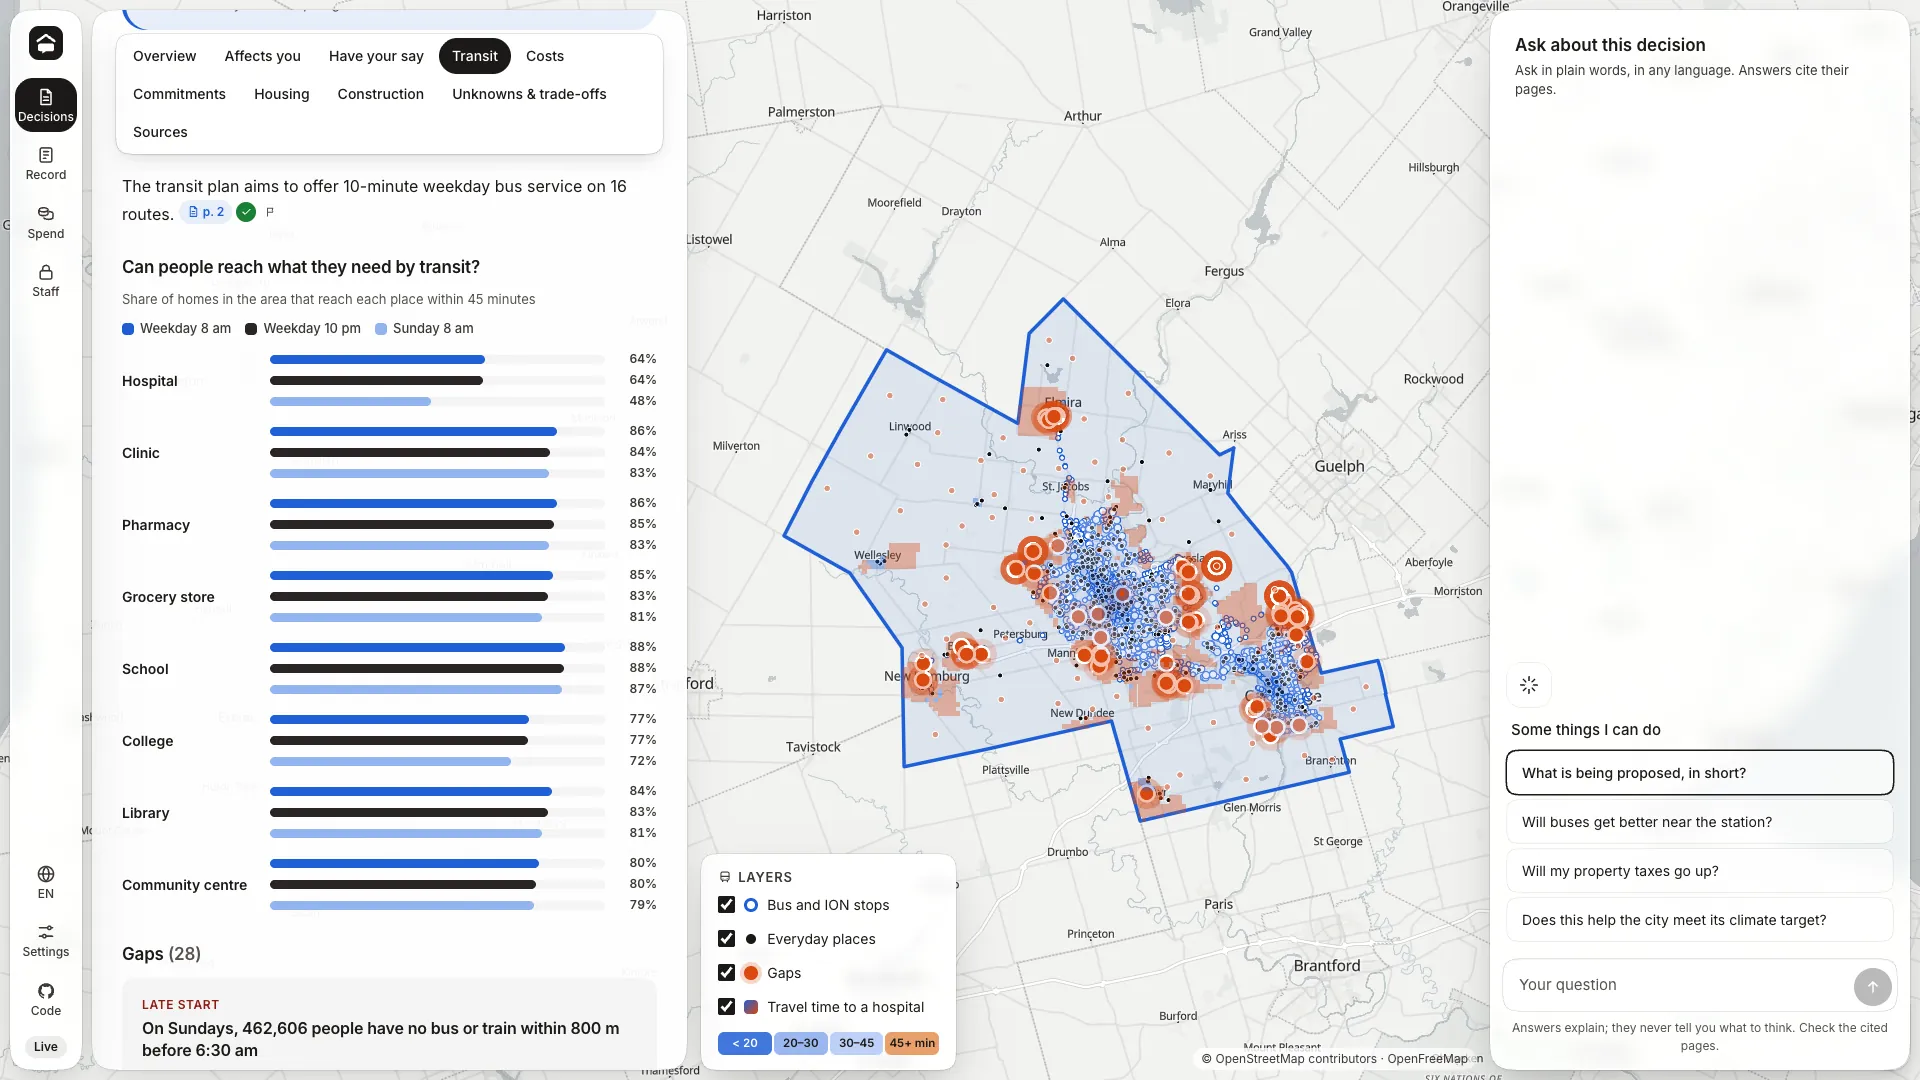 Decisions
Record
Spend
Staff
EN
Settings
Code
Live
Overview
Affects you
Have your say
Transit
Costs
Commitments
Housing
Construction
Unknowns & trade-offs
Sources
The transit plan aims to offer 10-minute weekday bus service on 16
routes. p. 2
Can people reach what they need by transit?
Share of homes in the area that reach each place within 45 minutes
Weekday 8 am
Weekday 10 pm
Sunday 8 am
Hospital
64%
64%
48%
Clinic
86%
84%
83%
Pharmacy
86%
85%
83%
Grocery store
85%
83%
81%
School
88%
88%
87%
College
77%
77%
72%
Library
84%
83%
81%
Community centre
80%
80%
79%
Gaps (28)
LATE START
On Sundays, 462,606 people have no bus or train within 800 m
before 6:30 am
Harriston
Orangeville
Grand Valley
Palmerston
Arthur
Hillsburgh
Moorefield
Drayton
Listowel
Alma
Fergus
Elora
Rockwood
Elmira
Linwood
Milverton
Ariss
Guelph
St. Jacobs
Maryhill
Wellesley
Aberfoyle
Morriston
Petersburg
New Dundee
Tavistock
Plattsville
Branchton
Glen Morris
St George
Drumbo
Paris
Princeton
Brantford
Burford
Mount Pleasant
Thamesford
SIX NATIONS OF
LAYERS
Bus and ION stops
Everyday places
Gaps
Travel time to a hospital
< 20
20–30
30–45
45+ min
© OpenStreetMap contributors · OpenFreeMap
Ask about this decision
Ask in plain words, in any language. Answers cite their
pages.
Some things I can do
What is being proposed, in short?
Will buses get better near the station?
Will my property taxes go up?
Does this help the city meet its climate target?
Your question
Answers explain; they never tell you what to think. Check the cited
pages.